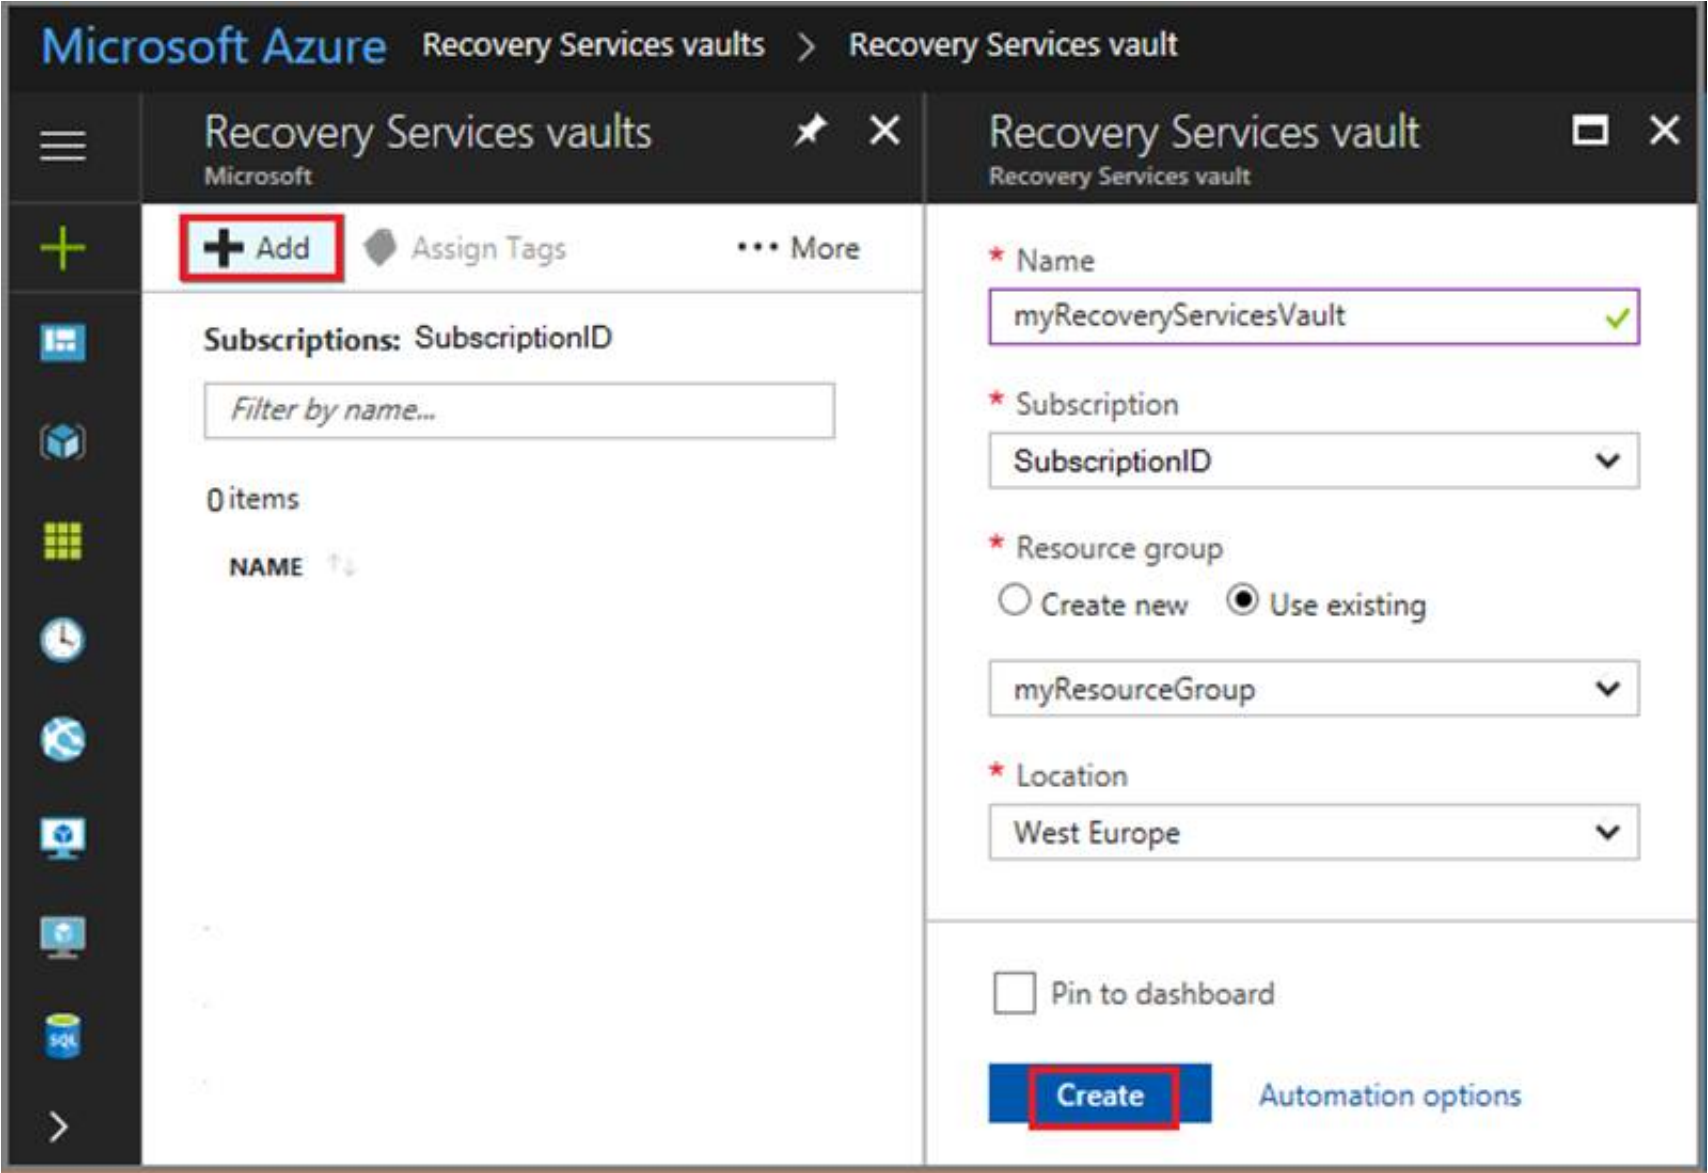 Microsoft Azure Recovery Services vaults > Recovery Services vault
Recovery Services vaults
Microsoft
Add Assign Tags ••• More
Subscriptions: SubscriptionID
Filter by name...
0 items
NAME
SQL
Recovery Services vault
Recovery Services vault
* Name
myRecoveryServicesVault
* Subscription
SubscriptionID
* Resource group
Create new Use existing
myResourceGroup
* Location
West Europe
Pin to dashboard
Create Automation options